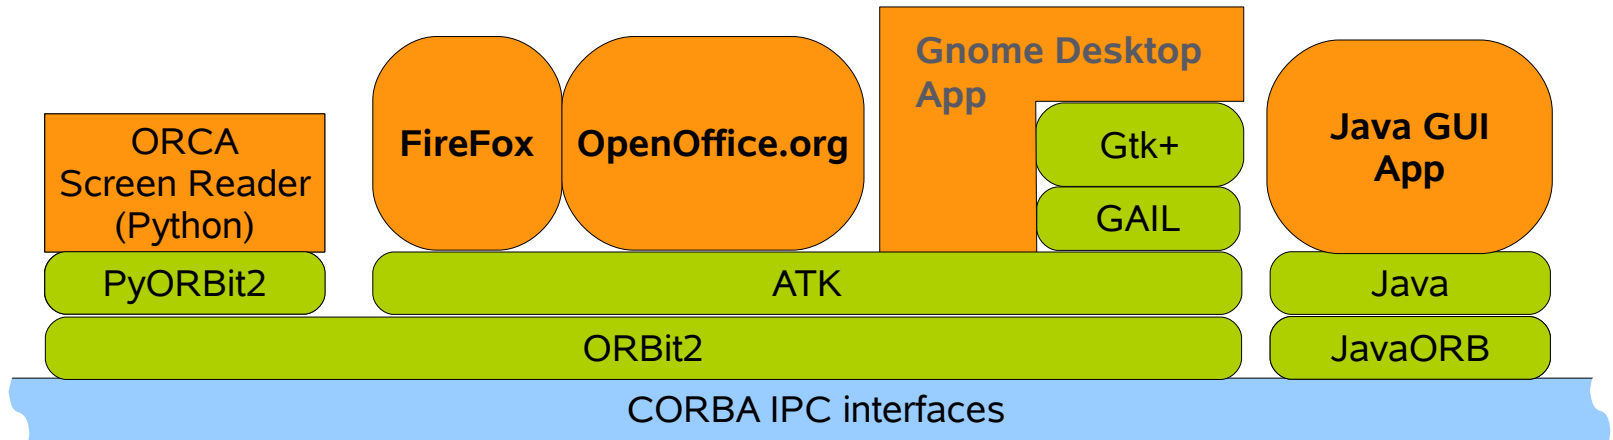 ORCA
Screen Reader
(Python)
PyORBit2
FireFox
OpenOffice.org
Gnome Desktop
App
Gtk+
GAIL
ATK
ORBit2
Java GUI
App
Java
JavaORB
CORBA IPC interfaces